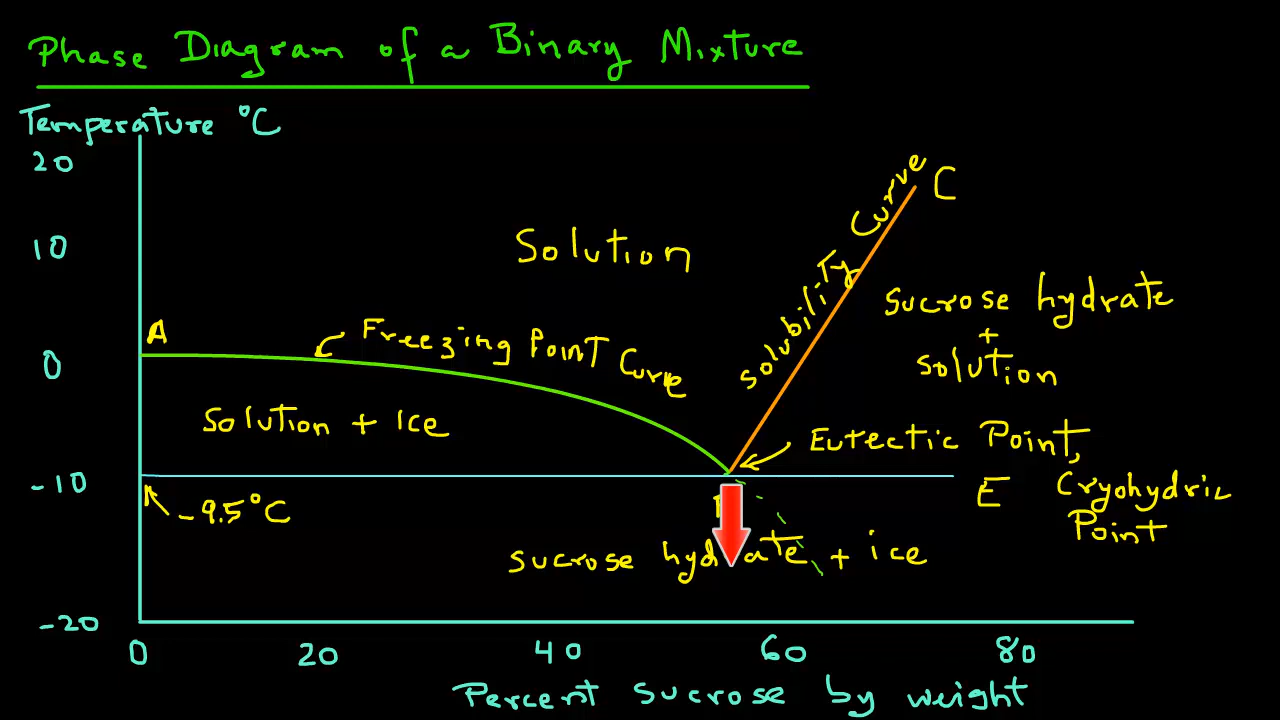 Phase Diagram of a Binary Mixture
Temperature °C
20
10
0
-10
-20
A
Freezing Point Curve
Solution
Solubility Curve
C
Sucrose hydrate
+
solution
Solution + Ice
Eutectic Point,
E Cryohydric
Point
-9.5°C
sucrose hydrate + ice
0 20 40 60 80
Percent sucrose by weight